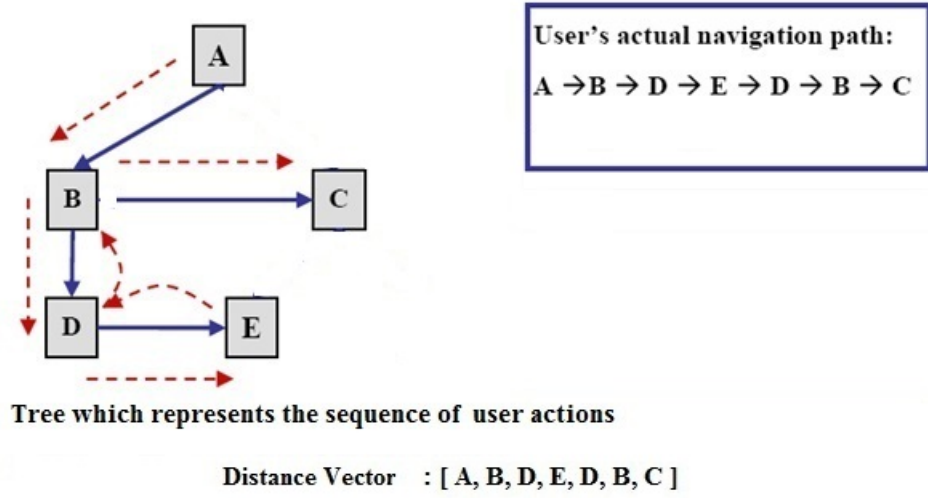 A
User's actual navigation path:
A →B → D → E → D → B → C
B
C
D
E
Tree which represents the sequence of user actions
Distance Vector : [ A, B, D, E, D, B, C ]